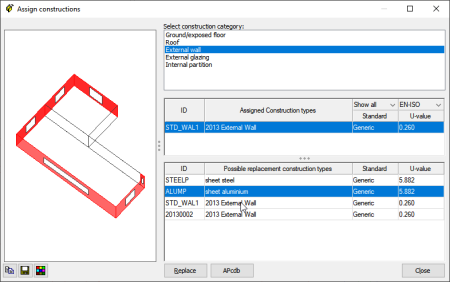 Assign constructions
Select construction category:
Ground/exposed floor
Roof
External wall
External glazing
Internal partition
ID Assigned Construction types Show all EN-ISO
Standard U-value
STD_WAL1 2013 External Wall Generic 0.260
ID Possible replacement construction types Standard U-value
STEELP sheet steel Generic 5.882
ALUMP sheet aluminium Generic 5.882
STD_WAL1 2013 External Wall Generic 0.260
20130002 2013 External Wall Generic 0.260
Replace APcdb Close